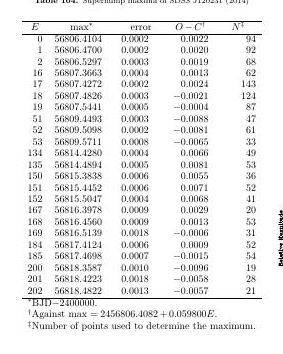 Table 104. Superhump maxima of SDSS J120231 (2014)
E max* error O − C† N‡
0 56806.4104 0.0002 0.0022 94
1 56806.4700 0.0002 0.0020 92
2 56806.5297 0.0003 0.0019 68
16 56807.3663 0.0004 0.0013 62
17 56807.4272 0.0002 0.0024 143
18 56807.4826 0.0003 −0.0021 124
19 56807.5441 0.0005 −0.0004 87
51 56809.4493 0.0003 −0.0088 47
52 56809.5098 0.0002 −0.0081 61
53 56809.5711 0.0008 −0.0065 33
134 56814.4280 0.0004 0.0066 49
135 56814.4894 0.0005 0.0081 53
150 56815.3838 0.0006 0.0055 36
151 56815.4452 0.0005 0.0071 52
152 56815.5047 0.0004 0.0068 41
167 56816.3978 0.0009 0.0029 20
168 56816.4560 0.0009 0.0013 53
169 56816.5139 0.0018 −0.0006 31
184 56817.4124 0.0006 0.0009 52
185 56817.4698 0.0007 −0.0015 54
200 56818.3587 0.0010 −0.0096 19
201 56818.4223 0.0018 −0.0058 28
202 56818.4822 0.0013 −0.0057 21
*BJD−2400000.
†Against max = 2456806.4082 + 0.059800E.
‡Number of points used to determine the maximum.
Relative Magnitude